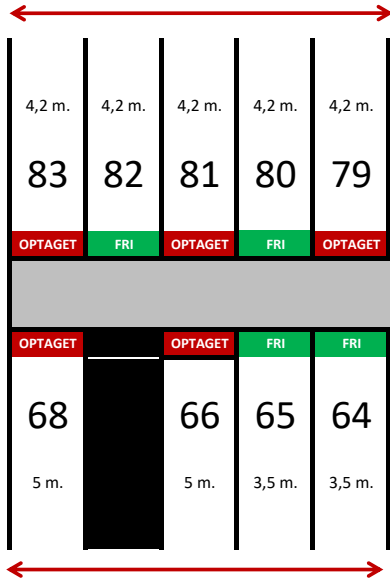 4,2 m. 4,2 m. 4,2 m. 4,2 m. 4,2 m.
83 82 81 80 79
OPTAGET FRI OPTAGET FRI OPTAGET
OPTAGET OPTAGET FRI FRI
68 66 65 64
5 m. 5 m. 3,5 m. 3,5 m.